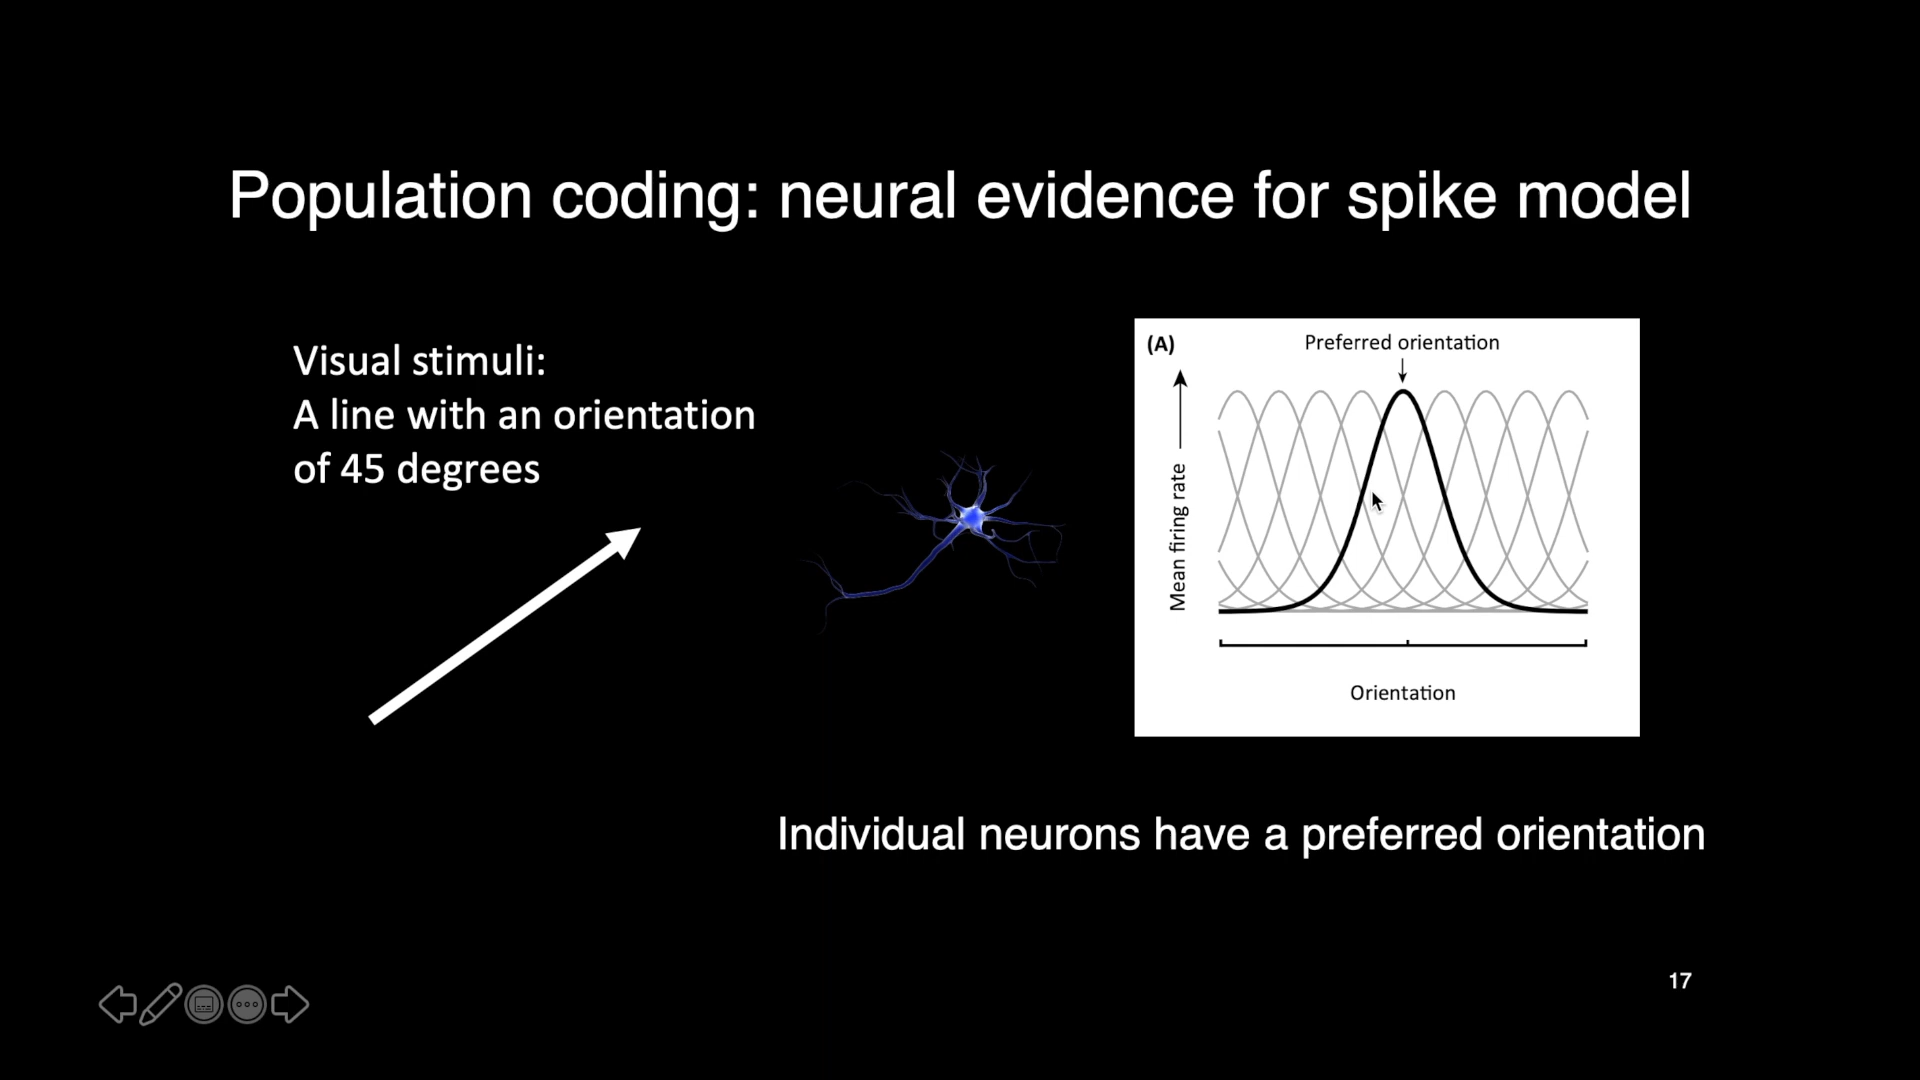 Population coding: neural evidence for spike model
Visual stimuli:
A line with an orientation
of 45 degrees
(A)
Preferred orientation
Mean firing rate
Orientation
Individual neurons have a preferred orientation
17